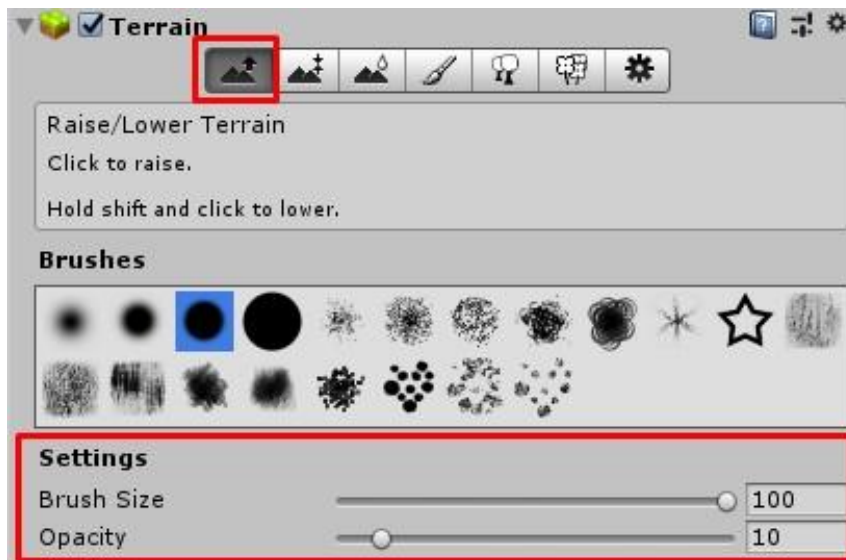 Terrain
Raise/Lower Terrain
Click to raise.
Hold shift and click to lower.
Brushes
Settings
Brush Size 100
Opacity 10